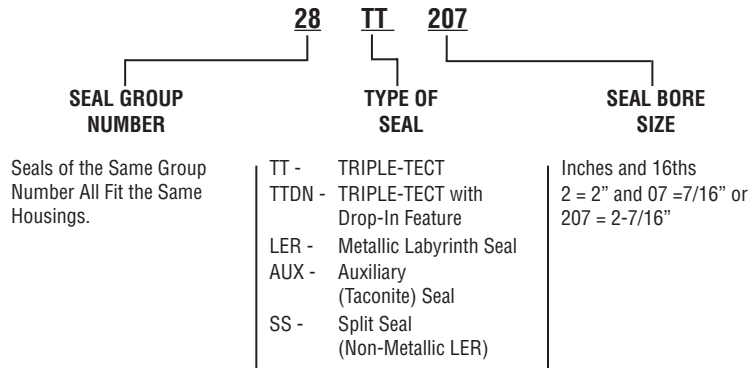 28 TT 207
SEAL GROUP
NUMBER
Seals of the Same Group
Number All Fit the Same
Housings.
TYPE OF
SEAL
TT - TRIPLE-TECT
TTDN - TRIPLE-TECT with
Drop-In Feature
LER - Metallic Labyrinth Seal
AUX - Auxiliary
(Taconite) Seal
SS - Split Seal
(Non-Metallic LER)
SEAL BORE
SIZE
Inches and 16ths
2 = 2” and 07 =7/16” or
207 = 2-7/16”